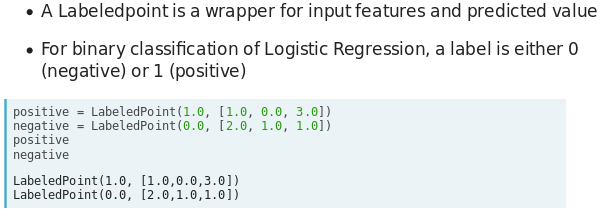 • A Labeledpoint is a wrapper for input features and predicted value
• For binary classification of Logistic Regression, a label is either 0
(negative) or 1 (positive)
positive = LabeledPoint(1.0, [1.0, 0.0, 3.0])
negative = LabeledPoint(0.0, [2.0, 1.0, 1.0])
positive
negative
LabeledPoint(1.0, [1.0,0.0,3.0])
LabeledPoint(0.0, [2.0,1.0,1.0])